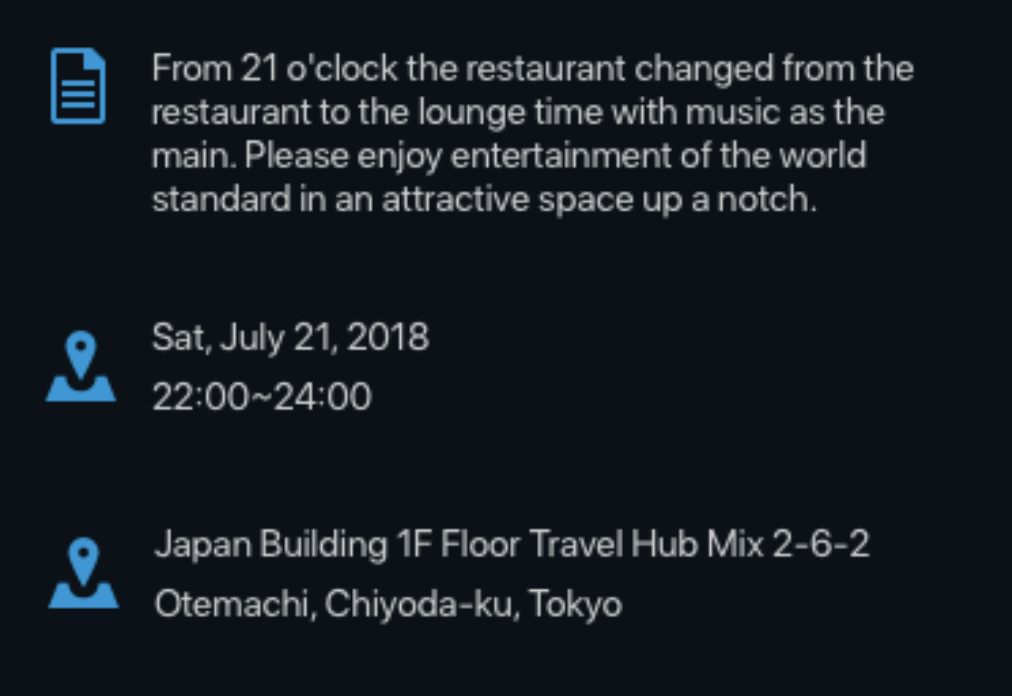 From 21 o'clock the restaurant changed from the
restaurant to the lounge time with music as the
main. Please enjoy entertainment of the world
standard in an attractive space up a notch.
Sat, July 21, 2018
22:00~24:00
Japan Building 1F Floor Travel Hub Mix 2-6-2
Otemachi, Chiyoda-ku, Tokyo